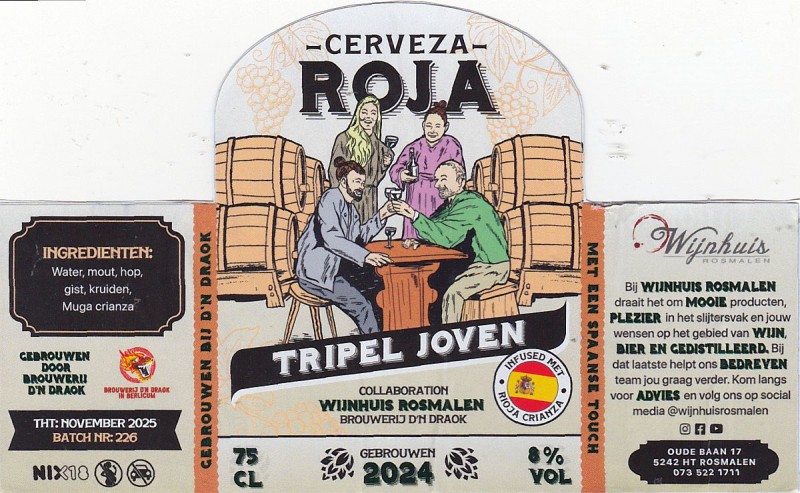 -CERVEZA-
ROJA
INGREDIENTEN:
Water, mout, hop,
gist, kruiden,
Muga crianza
GEBROUWEN
DOOR
BROUWERIJ
D'N DRAOK
BROUWERIJ D'N DRAOK
IN BERLICUM
THT: NOVEMBER 2025
BATCH NR: 226
NIX18
GEBROUWEN BIJ D'N DRAOK
TRIPEL JOVEN
COLLABORATION
WIJNHUIS ROSMALEN
BROUWERIJ D'N DRAOK
INFUSED MET
RIOJA CRIANZA
75
CL
GEBROUWEN
2024
8%
VOL
MET EEN SPAANSE TOUCH
Wijnhuis
ROSMALEN
Bij WIJNHUIS ROSMALEN
draait het om MOOIE producten,
PLEZIER in het slijtersvak en jouw
wensen op het gebied van WIJN,
BIER EN GEDISTILLEERD. Bij
dat laatste helpt ons BEDREVEN
team jou graag verder. Kom langs
voor ADVIES en volg ons op social
media @wijnhuisrosmalen
OUDE BAAN 17
5242 HT ROSMALEN
073 522 1711